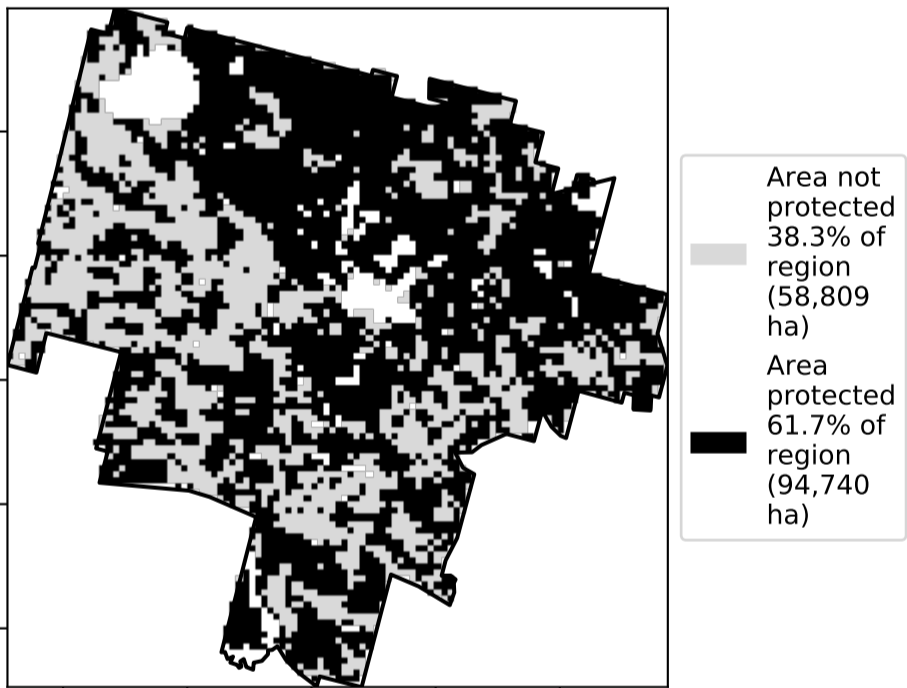 Area not
protected
38.3% of
region
(58,809
ha)
Area
protected
61.7% of
region
(94,740
ha)